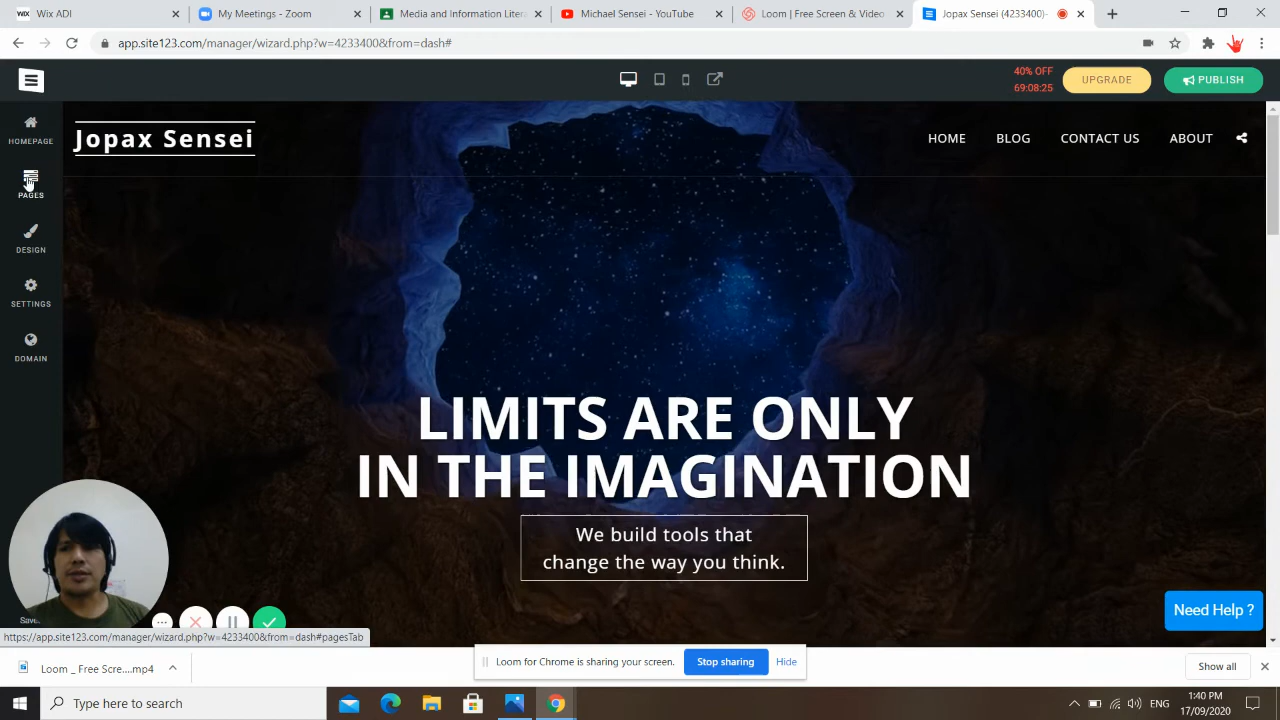 Wix ADI
My Meetings - Zoom
Media and Information Litera
Michael Sensei - YouTube
Loom | Free Screen & Video
Jopax Sensei (4233400)-
app.site123.com/manager/wizard.php?w=4233400&from=dash#
40% OFF
69:08:25
UPGRADE
PUBLISH
HOMEPAGE
PAGES
DESIGN
SETTINGS
DOMAIN
Jopax Sensei
HOME
BLOG
CONTACT US
ABOUT
LIMITS ARE ONLY
IN THE IMAGINATION
We build tools that
change the way you think.
Need Help ?
Save
https://app.site123.com/manager/wizard.php?w=4233400&from=dash#pagesTab
Loom _ Free Scre....mp4
Loom for Chrome is sharing your screen.
Stop sharing
Hide
Show all
Type here to search
ENG
1:40 PM
17/09/2020